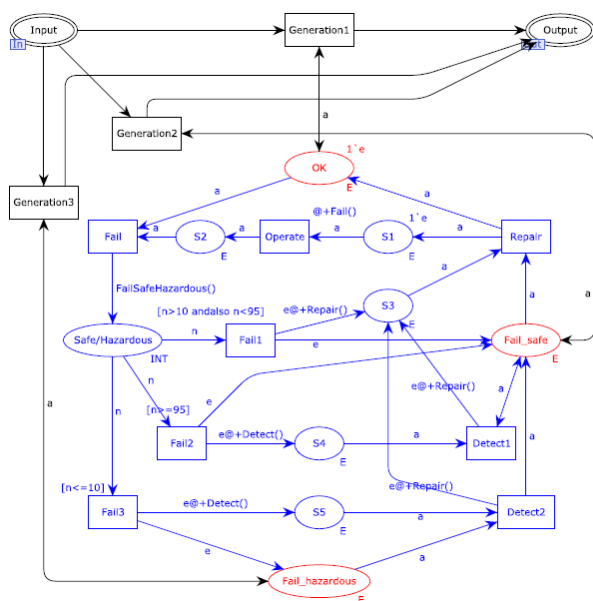 Input
Generation1
Output
In
Out
a
Generation2
1`e
OK
E
Generation3
a
a
@+Fail()
1`e
Fail
a
S2
a
Operate
a
S1
a
Repair
E
E
a
FailSafeHazardous()
[n>10 andalso n<95]
e@+Repair()
S3
a
a
E
Safe/Hazardous
n
Fail1
e
Fail_safe
INT
E
n
n
e
e@+Repair()
a
a
[n>=95]
Fail2
e@+Detect()
S4
a
Detect1
E
a
[n<=10]
e@+Repair()
Fail3
e@+Detect()
S5
a
Detect2
E
e
a
Fail_hazardous
E